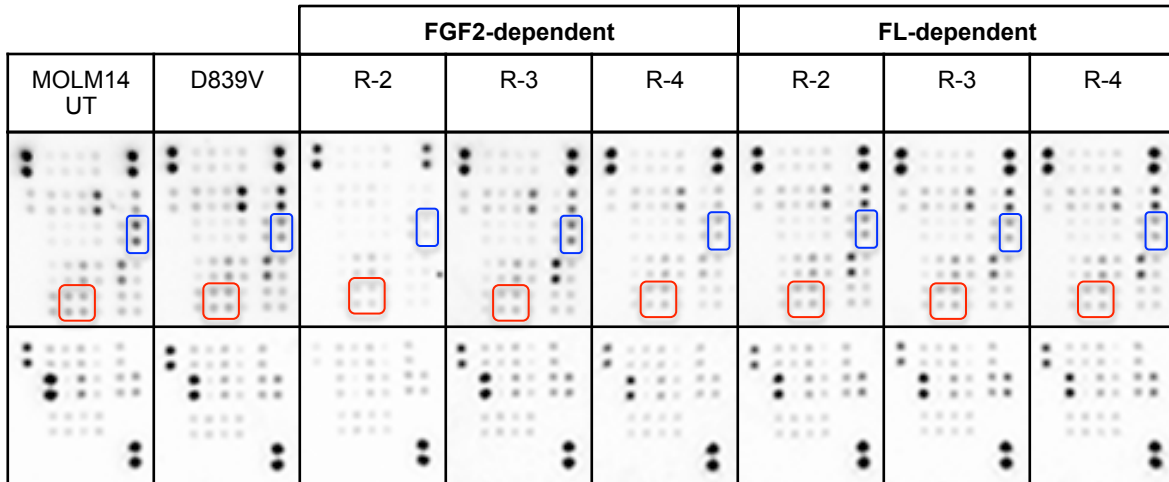 FGF2-dependent FL-dependent
MOLM14 D839V R-2 R-3 R-4 R-2 R-3 R-4
UT